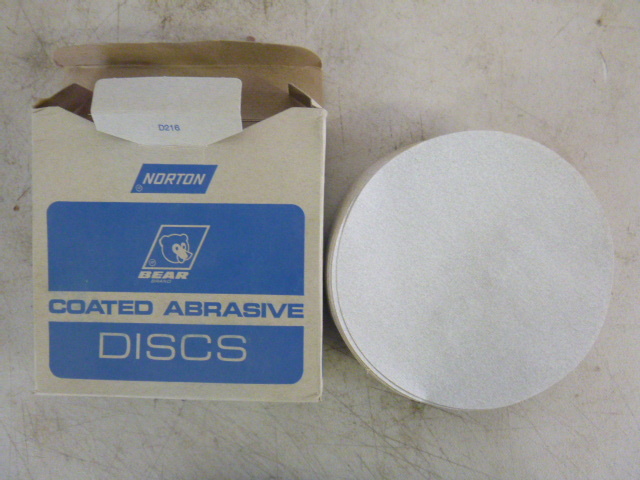 D216
NORTON
BEAR
BRAND
COATED ABRASIVE
DISCS